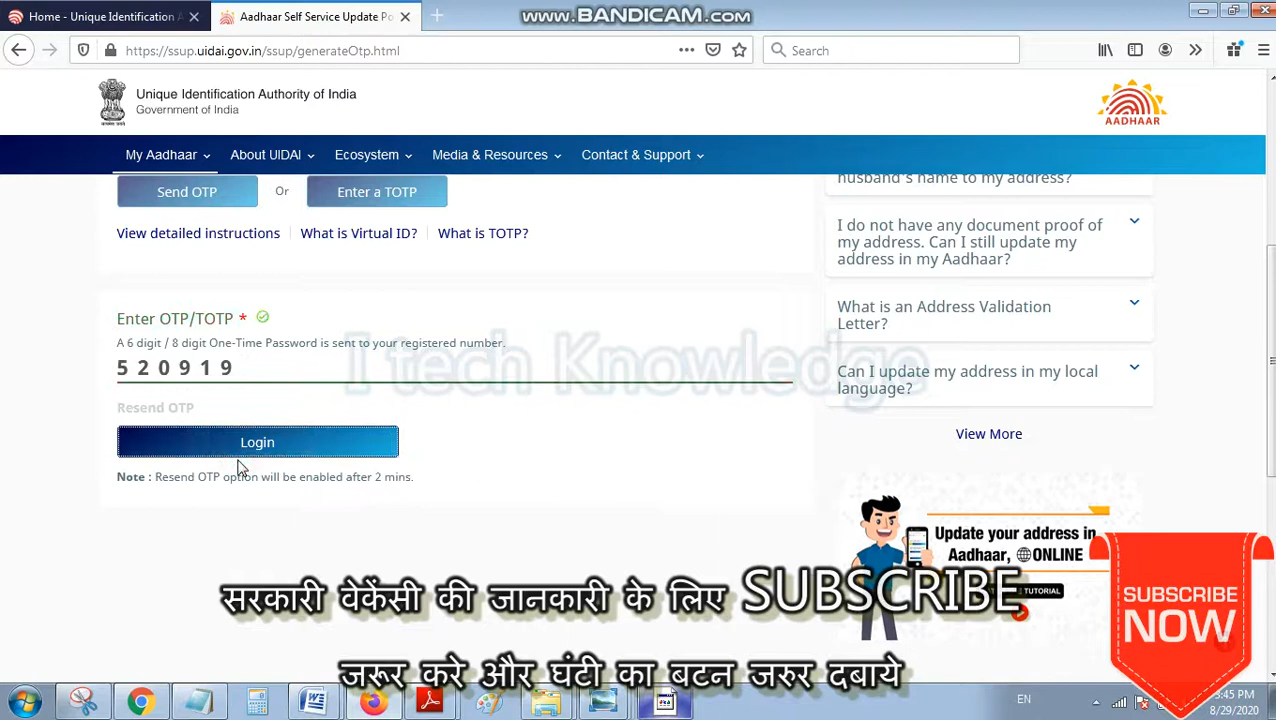 Home - Unique Identification A
Aadhaar Self Service Update Po
www.BANDICAM.com
https://ssup.uidai.gov.in/ssup/generateOtp.html
Search
Unique Identification Authority of India
Government of India
AADHAAR
My Aadhaar
About UIDAI
Ecosystem
Media & Resources
Contact & Support
Send OTP
Or
Enter a TOTP
View detailed instructions
What is Virtual ID?
What is TOTP?
husband's name to my address?
I do not have any document proof of
my address. Can I still update my
address in my Aadhaar?
What is an Address Validation
Letter?
Can I update my address in my local
language?
View More
Enter OTP/TOTP *
A 6 digit / 8 digit One-Time Password is sent to your registered number.
520919
Resend OTP
Login
Note : Resend OTP option will be enabled after 2 mins.
I tech Knowledge
Update your address in
Aadhaar, ONLINE
TUTORIAL
सरकारी वेकेंसी की जानकारी के लिए SUBSCRIBE
जरूर करे और घंटी का बटन जरुर दबाये
SUBSCRIBE
NOW
EN
:45 PM
8/29/2020